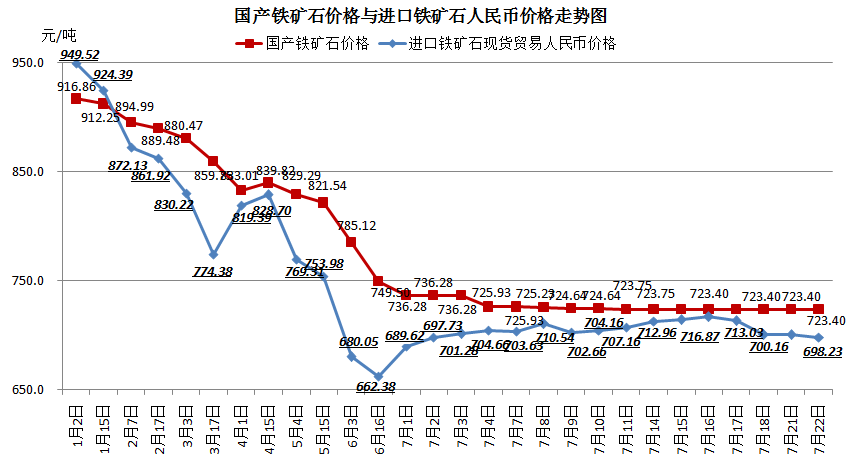 国产铁矿石价格与进口铁矿石人民币价格走势图
元/吨
国产铁矿石价格 进口铁矿石现货贸易人民币价格
950.0
850.0
750.0
650.0
949.52
924.39
916.86
912.25
894.99
872.13
889.48
861.92
880.47
830.22
774.38
833.01
819.39
839.82
828.70
829.29
769.31
821.54
753.98
785.12
680.05
749.50
662.38
736.28
689.62
736.28
697.73
736.28
701.28
725.93
704.66
725.93
703.63
725.23
710.54
724.64
702.66
724.64
704.16
723.75
707.16
723.75
712.96
716.87
723.40
713.03
723.40
700.16
723.40
723.40
698.23
1月2日
1月15日
2月7日
2月17日
3月3日
3月17日
4月1日
4月15日
5月4日
5月15日
6月3日
6月16日
7月1日
7月2日
7月3日
7月4日
7月7日
7月8日
7月9日
7月10日
7月11日
7月14日
7月15日
7月16日
7月17日
7月18日
7月21日
7月22日